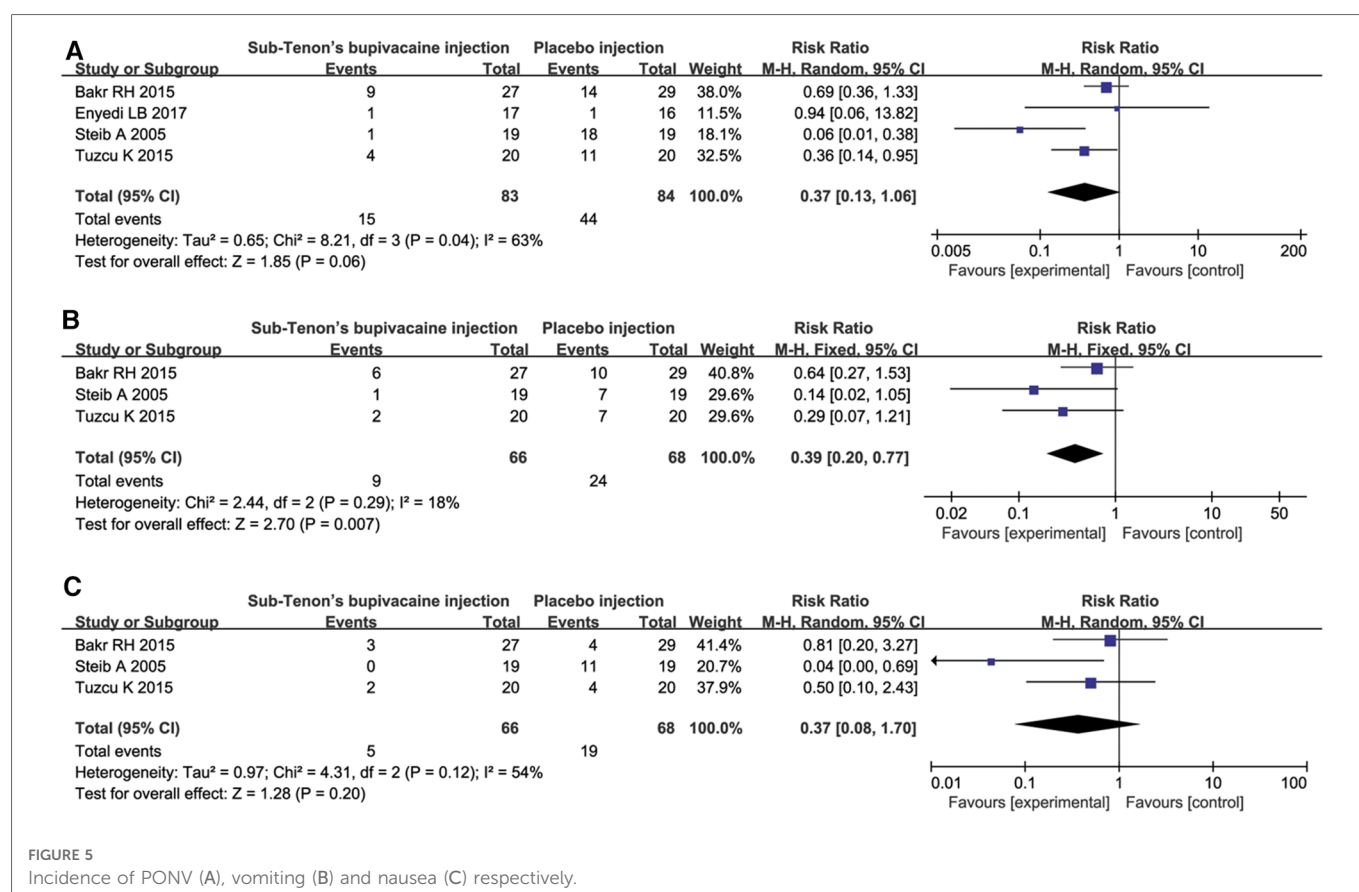 A
Sub-Tenon's bupivacaine injection Placebo injection Risk Ratio Risk Ratio
Study or Subgroup Events Total Events Total Weight M-H, Random, 95% CI M-H, Random, 95% CI
Bakr RH 2015 9 27 14 29 38.0% 0.69 [0.36, 1.33]
Enyedi LB 2017 1 17 1 16 11.5% 0.94 [0.06, 13.82]
Steib A 2005 1 19 18 19 18.1% 0.06 [0.01, 0.38]
Tuzcu K 2015 4 20 11 20 32.5% 0.36 [0.14, 0.95]
Total (95% CI) 83 84 100.0% 0.37 [0.13, 1.06]
Total events 15 44
Heterogeneity: Tau² = 0.65; Chi² = 8.21, df = 3 (P = 0.04); I² = 63%
Test for overall effect: Z = 1.85 (P = 0.06)
0.005 0.1 1 10 200
Favours [experimental] Favours [control]
B
Sub-Tenon's bupivacaine injection Placebo injection Risk Ratio Risk Ratio
Study or Subgroup Events Total Events Total Weight M-H, Fixed, 95% CI M-H, Fixed, 95% CI
Bakr RH 2015 6 27 10 29 40.8% 0.64 [0.27, 1.53]
Steib A 2005 1 19 7 19 29.6% 0.14 [0.02, 1.05]
Tuzcu K 2015 2 20 7 20 29.6% 0.29 [0.07, 1.21]
Total (95% CI) 66 68 100.0% 0.39 [0.20, 0.77]
Total events 9 24
Heterogeneity: Chi² = 2.44, df = 2 (P = 0.29); I² = 18%
Test for overall effect: Z = 2.70 (P = 0.007)
0.02 0.1 1 10 50
Favours [experimental] Favours [control]
C
Sub-Tenon's bupivacaine injection Placebo injection Risk Ratio Risk Ratio
Study or Subgroup Events Total Events Total Weight M-H, Random, 95% CI M-H, Random, 95% CI
Bakr RH 2015 3 27 4 29 41.4% 0.81 [0.20, 3.27]
Steib A 2005 0 19 11 19 20.7% 0.04 [0.00, 0.69]
Tuzcu K 2015 2 20 4 20 37.9% 0.50 [0.10, 2.43]
Total (95% CI) 66 68 100.0% 0.37 [0.08, 1.70]
Total events 5 19
Heterogeneity: Tau² = 0.97; Chi² = 4.31, df = 2 (P = 0.12); I² = 54%
Test for overall effect: Z = 1.28 (P = 0.20)
0.01 0.1 1 10 100
Favours [experimental] Favours [control]
FIGURE 5
Incidence of PONV (A), vomiting (B) and nausea (C) respectively.